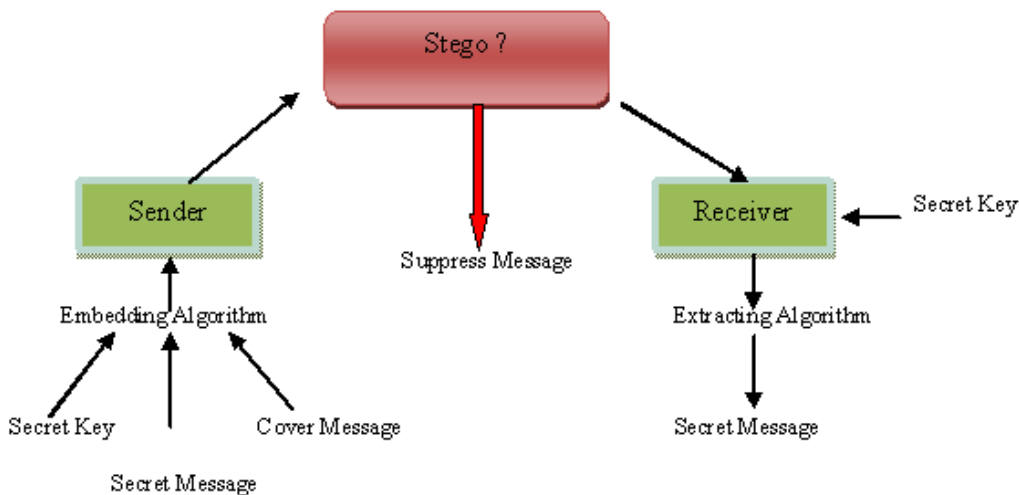 Stego ?
Sender
Receiver
Secret Key
Suppress Message
Embedding Algorithm
Extracting Algorithm
Secret Key
Cover Message
Secret Message
Secret Message